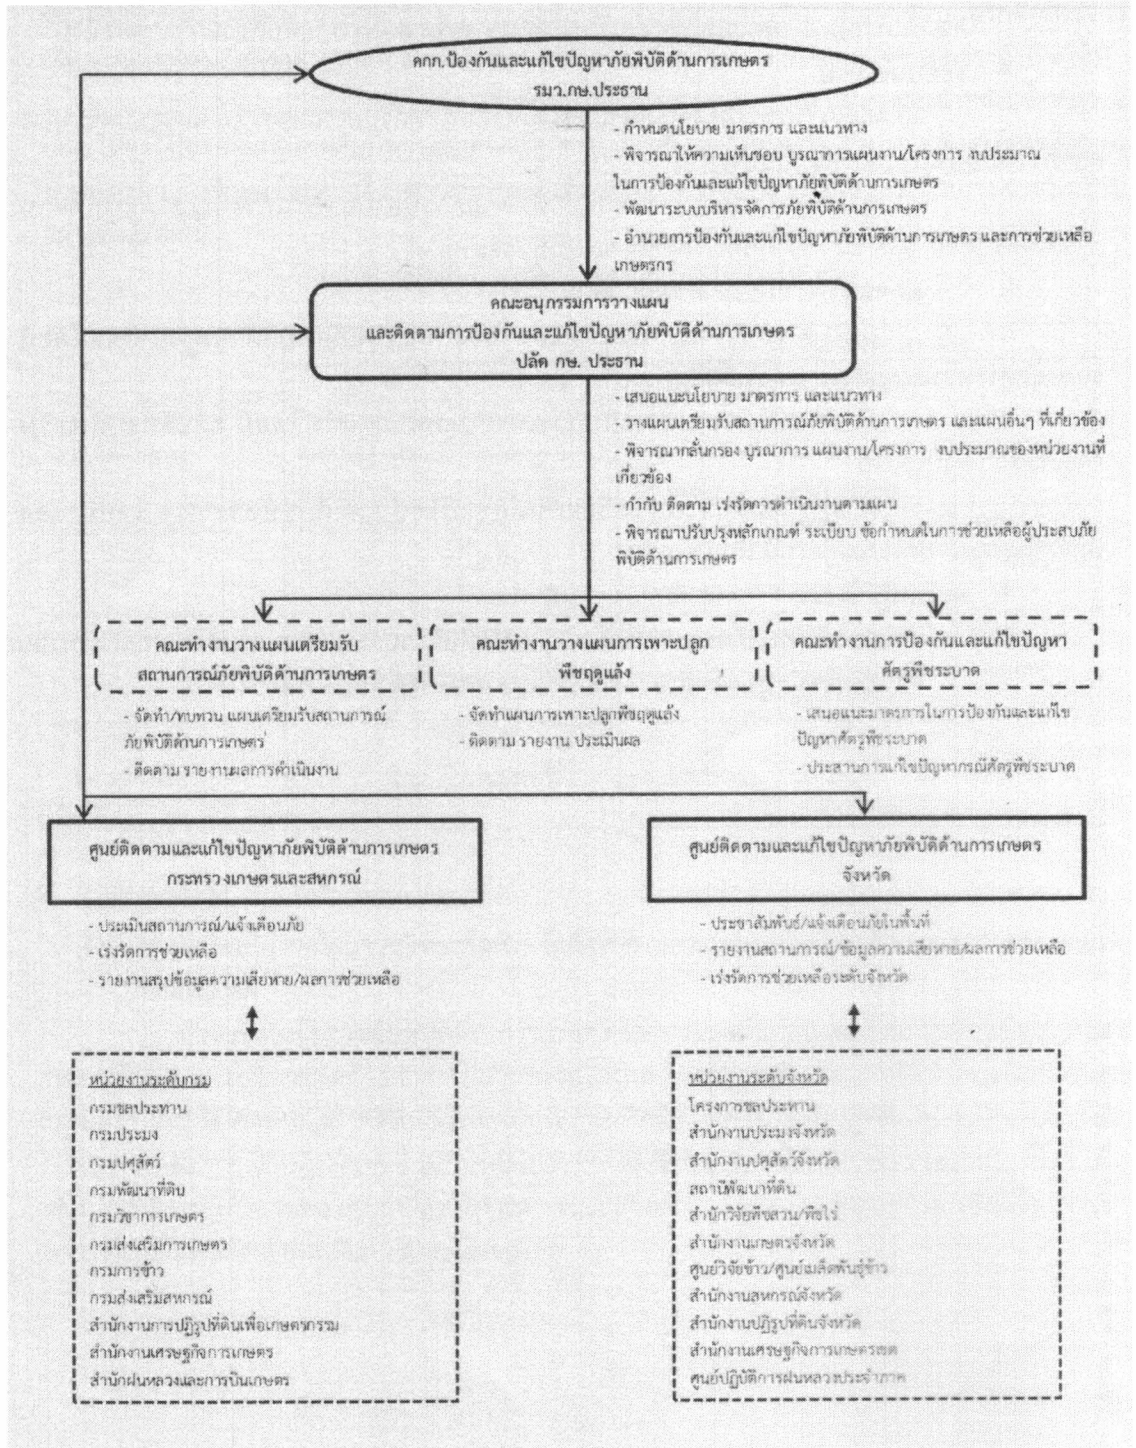 คกก.ป้องกันและแก้ไขปัญหาภัยพิบัติด้านการเกษตร
รมว.กษ.ประธาน
- กำหนดนโยบาย มาตรการ และแนวทาง
- พิจารณาให้ความเห็นชอบ บูรณาการแผนงาน/โครงการ งบประมาณ
ในการป้องกันและแก้ไขปัญหาภัยพิบัติด้านการเกษตร
- พัฒนาระบบบริหารจัดการภัยพิบัติด้านการเกษตร
- อำนวยการป้องกันและแก้ไขปัญหาภัยพิบัติด้านการเกษตร และการช่วยเหลือ
เกษตรกร
คณะอนุกรรมการวางแผน
และติดตามการป้องกันและแก้ไขปัญหาภัยพิบัติด้านการเกษตร
ปลัด กษ. ประธาน
- เสนอแนะนโยบาย มาตรการ และแนวทาง
- วางแผนเตรียมรับสถานการณ์ภัยพิบัติด้านการเกษตร และแผนอื่นๆ ที่เกี่ยวข้อง
- พิจารณากลั่นกรอง บูรณาการ แผนงาน/โครงการ งบประมาณของหน่วยงานที่
เกี่ยวข้อง
- กำกับ ติดตาม เร่งรัดการดำเนินงานตามแผน
- พิจารณาปรับปรุงหลักเกณฑ์ ระเบียบ ข้อกำหนดในการช่วยเหลือผู้ประสบภัย
พิบัติด้านการเกษตร
คณะทำงานวางแผนเตรียมรับ
สถานการณ์ภัยพิบัติด้านการเกษตร
- จัดทำ/ทบทวน แผนเตรียมรับสถานการณ์
ภัยพิบัติด้านการเกษตร
- ติดตาม รายงานผลการดำเนินงาน
คณะทำงานวางแผนการเพาะปลูก
พืชฤดูแล้ง
- จัดทำแผนการเพาะปลูกพืชฤดูแล้ง
- ติดตาม รายงาน ประเมินผล
คณะทำงานการป้องกันและแก้ไขปัญหา
ศัตรูพืชระบาด
- เสนอแนะมาตรการในการป้องกันและแก้ไข
ปัญหาศัตรูพืชระบาด
- ประสานการแก้ไขปัญหากรณีศัตรูพืชระบาด
ศูนย์ติดตามและแก้ไขปัญหาภัยพิบัติด้านการเกษตร
กระทรวงเกษตรและสหกรณ์
- ประเมินสถานการณ์/แจ้งเตือนภัย
- เร่งรัดการช่วยเหลือ
- รายงานสรุปข้อมูลความเสียหาย/ผลการช่วยเหลือ
หน่วยงานระดับกรม
กรมชลประทาน
กรมประมง
กรมปศุสัตว์
กรมพัฒนาที่ดิน
กรมวิชาการเกษตร
กรมส่งเสริมการเกษตร
กรมการข้าว
กรมส่งเสริมสหกรณ์
สำนักงานการปฏิรูปที่ดินเพื่อเกษตรกรรม
สำนักงานเศรษฐกิจการเกษตร
สำนักฝนหลวงและการบินเกษตร
ศูนย์ติดตามและแก้ไขปัญหาภัยพิบัติด้านการเกษตร
จังหวัด
- ประชาสัมพันธ์/แจ้งเตือนภัยในพื้นที่
- รายงานสถานการณ์/ข้อมูลความเสียหาย/ผลการช่วยเหลือ
- เร่งรัดการช่วยเหลือระดับจังหวัด
หน่วยงานระดับจังหวัด
โครงการชลประทาน
สำนักงานประมงจังหวัด
สำนักงานปศุสัตว์จังหวัด
สถานีพัฒนาที่ดิน
สำนักวิจัยพืชสวน/พืชไร่
สำนักงานเกษตรจังหวัด
ศูนย์วิจัยข้าว/ศูนย์เมล็ดพันธุ์ข้าว
สำนักงานสหกรณ์จังหวัด
สำนักงานปฏิรูปที่ดินจังหวัด
สำนักงานเศรษฐกิจการเกษตรเขต
ศูนย์ปฏิบัติการฝนหลวงประจำภาค